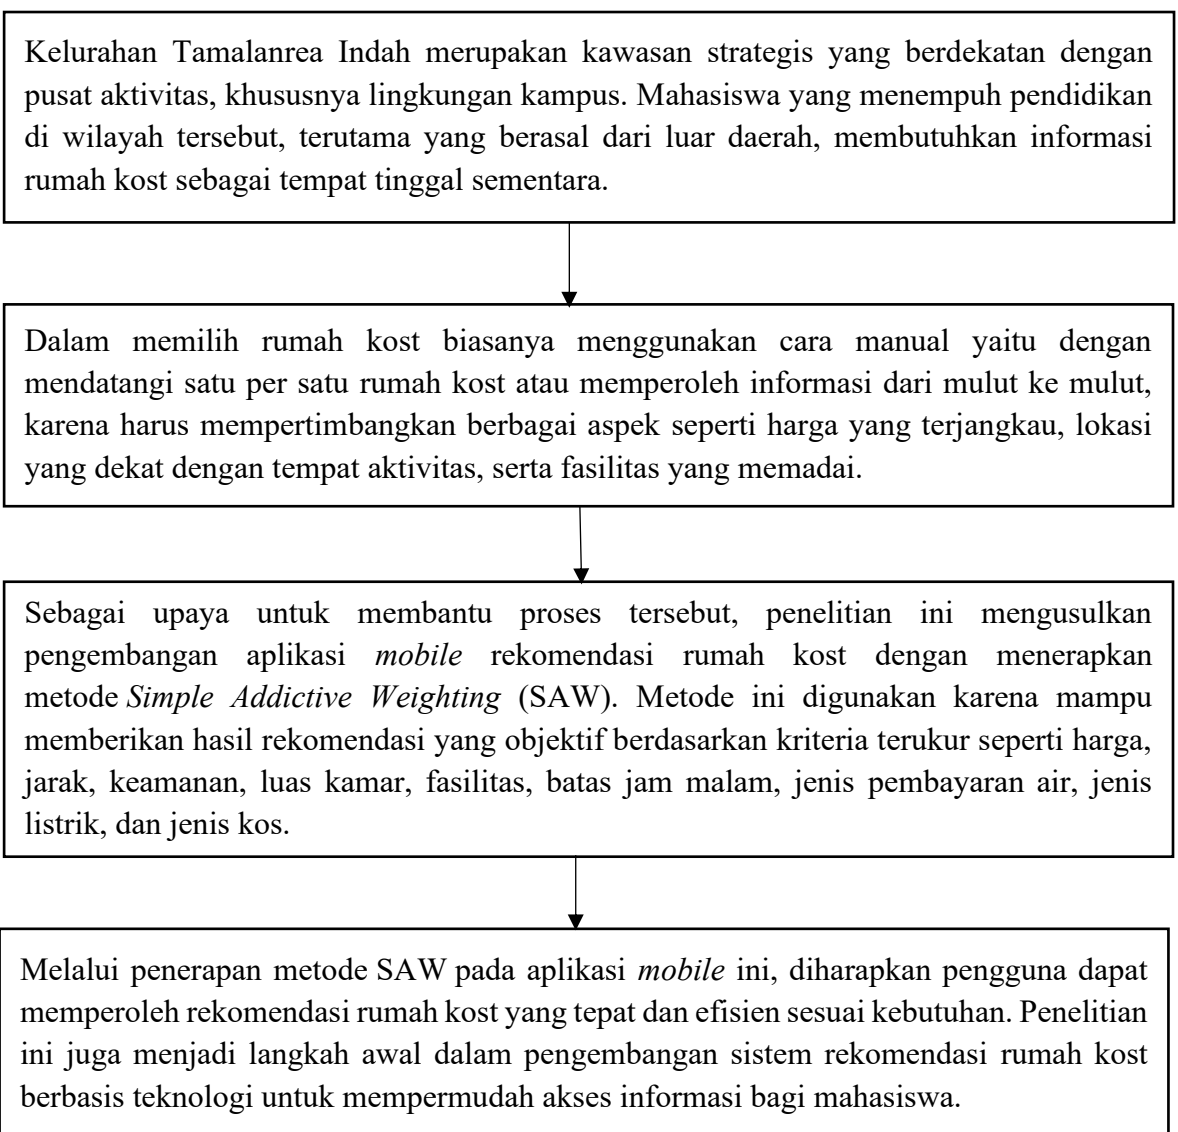 Kelurahan Tamalanrea Indah merupakan kawasan strategis yang berdekatan dengan
pusat aktivitas, khususnya lingkungan kampus. Mahasiswa yang menempuh pendidikan
di wilayah tersebut, terutama yang berasal dari luar daerah, membutuhkan informasi
rumah kost sebagai tempat tinggal sementara.
Dalam memilih rumah kost biasanya menggunakan cara manual yaitu dengan
mendatangi satu per satu rumah kost atau memperoleh informasi dari mulut ke mulut,
karena harus mempertimbangkan berbagai aspek seperti harga yang terjangkau, lokasi
yang dekat dengan tempat aktivitas, serta fasilitas yang memadai.
Sebagai upaya untuk membantu proses tersebut, penelitian ini mengusulkan
pengembangan aplikasi mobile rekomendasi rumah kost dengan menerapkan
metode Simple Addictive Weighting (SAW). Metode ini digunakan karena mampu
memberikan hasil rekomendasi yang objektif berdasarkan kriteria terukur seperti harga,
jarak, keamanan, luas kamar, fasilitas, batas jam malam, jenis pembayaran air, jenis
listrik, dan jenis kos.
Melalui penerapan metode SAW pada aplikasi mobile ini, diharapkan pengguna dapat
memperoleh rekomendasi rumah kost yang tepat dan efisien sesuai kebutuhan. Penelitian
ini juga menjadi langkah awal dalam pengembangan sistem rekomendasi rumah kost
berbasis teknologi untuk mempermudah akses informasi bagi mahasiswa.